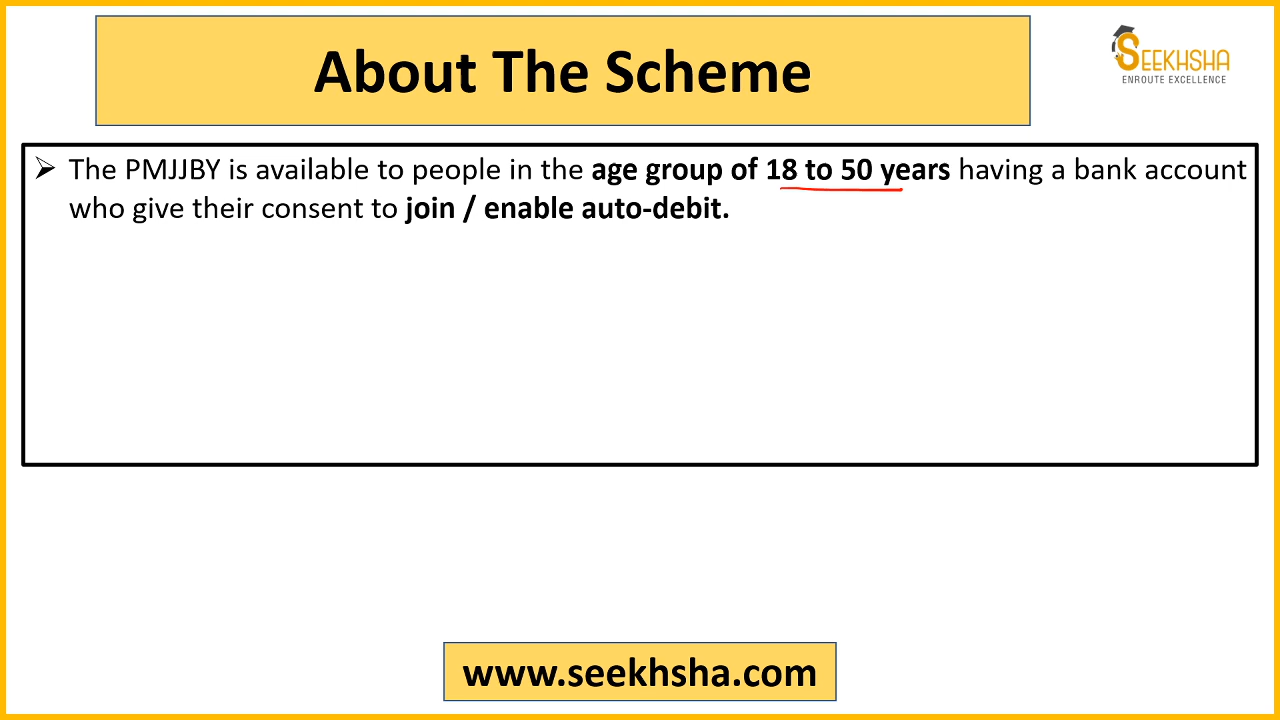 About The Scheme
SEEKHSHA
ENROUTE EXCELLENCE
The PMJJBY is available to people in the age group of 18 to 50 years having a bank account
who give their consent to join / enable auto-debit.
www.seekhsha.com